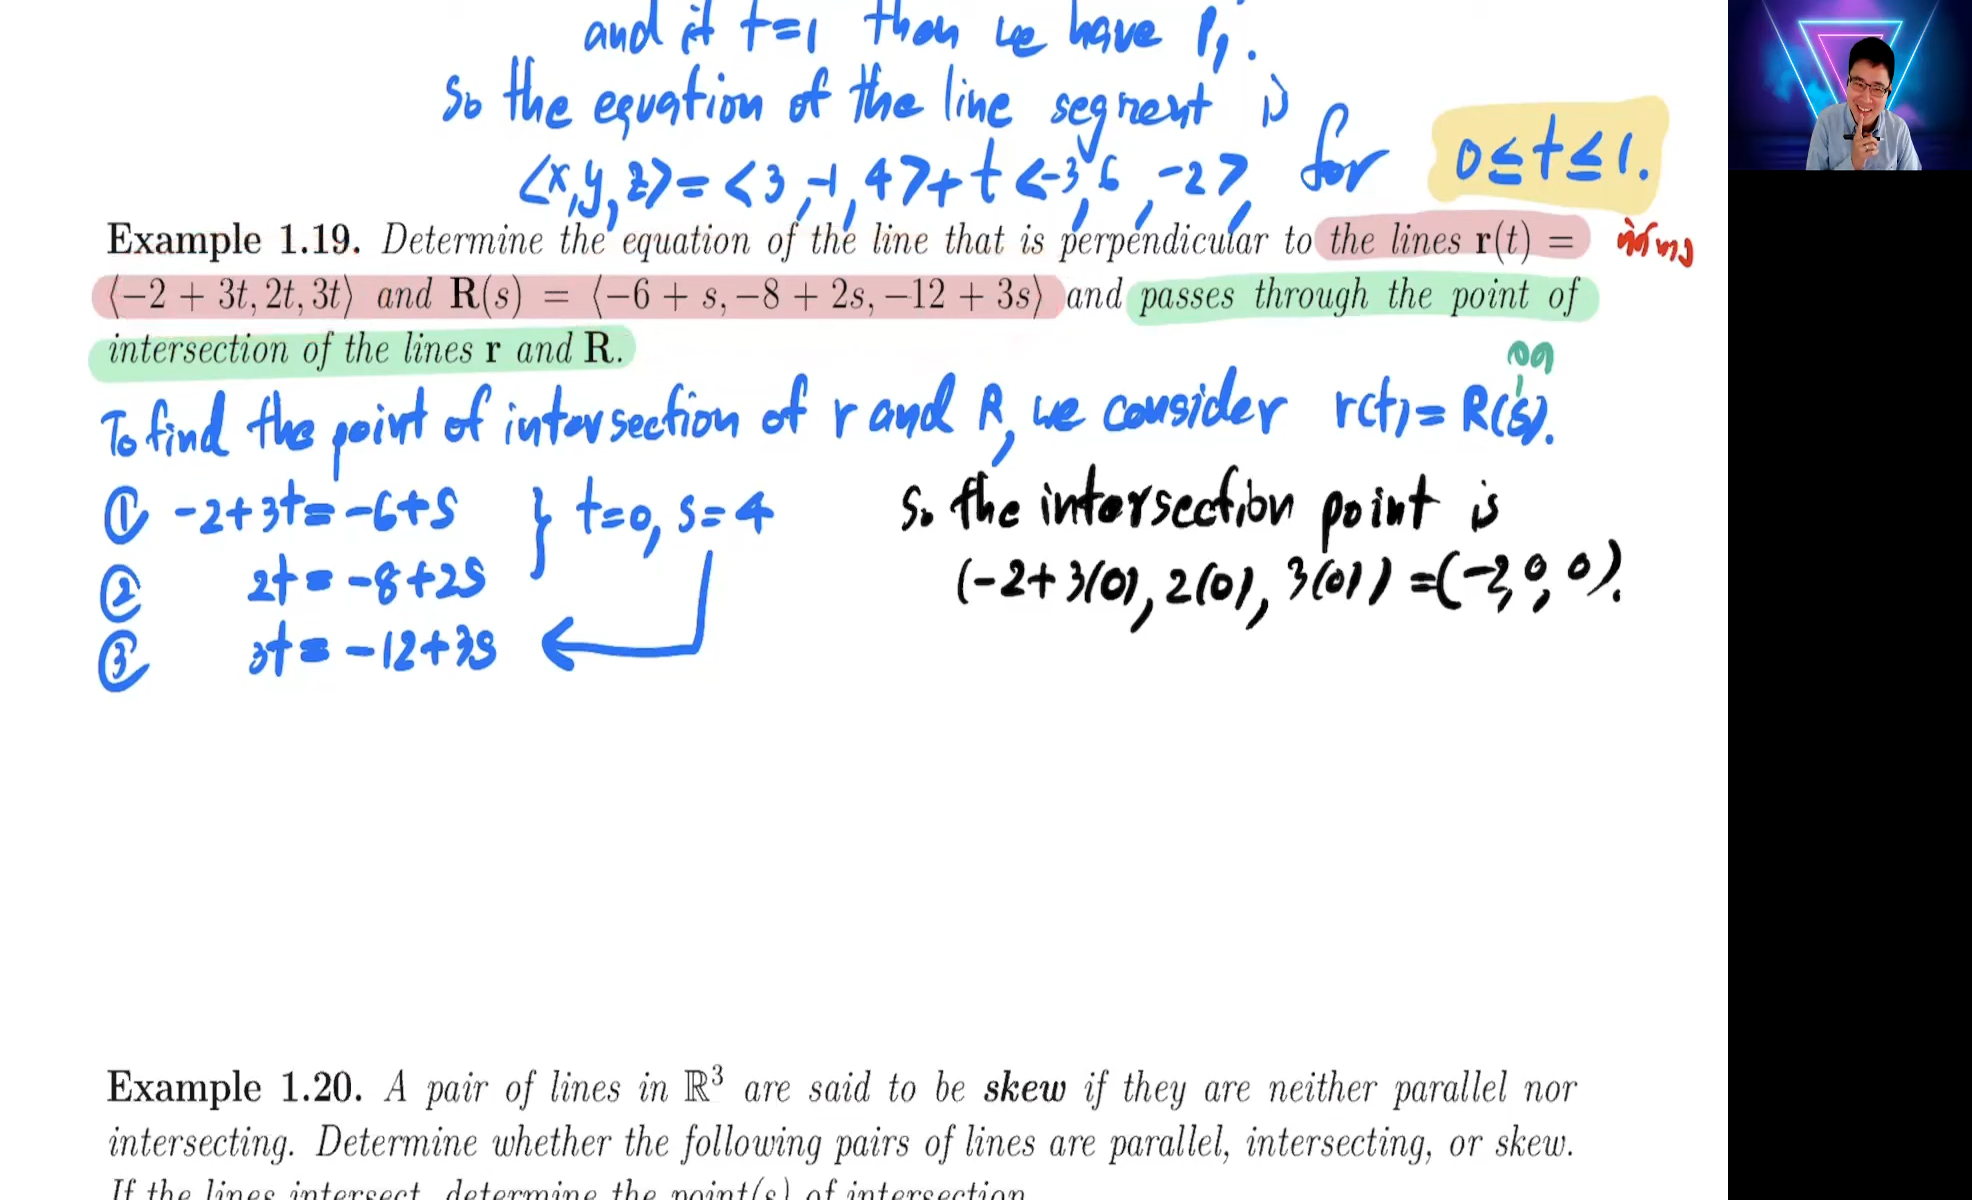 and if t=1 then we have P₁.
So the equation of the line segment is
<x,y,z> = <3,-1,4> + t<-3,6,-2>, for 0≤t≤1.
Example 1.19. Determine the equation of the line that is perpendicular to the lines r(t) =
⟨−2 + 3t, 2t, 3t⟩ and R(s) = ⟨−6 + s, −8 + 2s, −12 + 3s⟩ and passes through the point of
intersection of the lines r and R.
To find the point of intersection of r and R, we consider r(t) = R(s).
① -2+3t = -6+s } t=0, s=4
② 2t = -8+2s
③ 3t = -12+3s
So the intersection point is
(-2+3(0), 2(0), 3(0)) = (-2, 0, 0).
Example 1.20. A pair of lines in ℝ³ are said to be skew if they are neither parallel nor
intersecting. Determine whether the following pairs of lines are parallel, intersecting, or skew.
If the lines intersect, determine the point(s) of intersection.